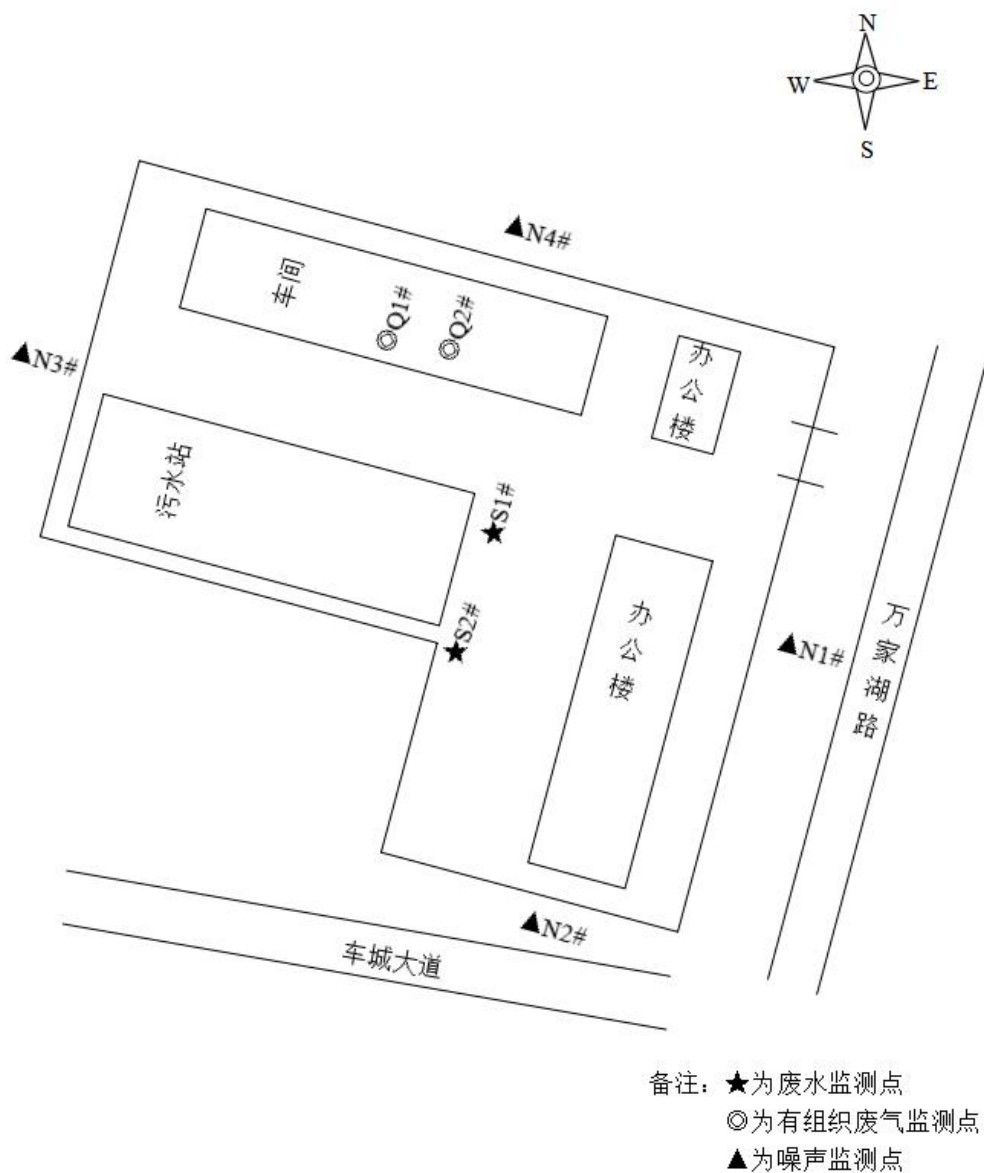 N
W
E
S
N4#
车间
Q1#
Q2#
N3#
办公楼
污水站
S1#
S2#
办公楼
N1#
万家湖路
N2#
车城大道
备注：★为废水监测点
◎为有组织废气监测点
▲为噪声监测点